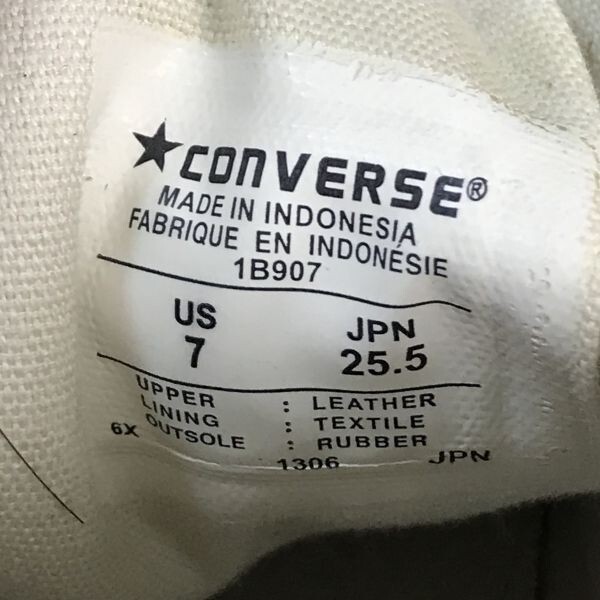 ★CONVERSE®
MADE IN INDONESIA
FABRIQUE EN INDONÉSIE
1B907
US JPN
7 25.5
UPPER : LEATHER
LINING : TEXTILE
6X OUTSOLE : RUBBER
1306 JPN